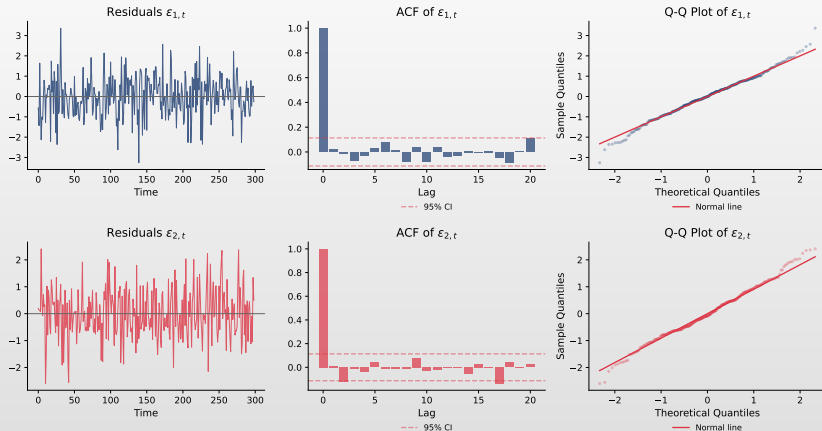 Residuals ε₁,ₜ
3
2
1
0
−1
−2
−3
0 50 100 150 200 250 300
Time
ACF of ε₁,ₜ
1.0
0.8
0.6
0.4
0.2
0.0
0 5 10 15 20
Lag
95% CI
Q-Q Plot of ε₁,ₜ
Sample Quantiles
3
2
1
0
−1
−2
−3
−2 −1 0 1 2
Theoretical Quantiles
Normal line
Residuals ε₂,ₜ
2
1
0
−1
−2
0 50 100 150 200 250 300
Time
ACF of ε₂,ₜ
1.0
0.8
0.6
0.4
0.2
0.0
0 5 10 15 20
Lag
95% CI
Q-Q Plot of ε₂,ₜ
Sample Quantiles
2
1
0
−1
−2
−2 −1 0 1 2
Theoretical Quantiles
Normal line